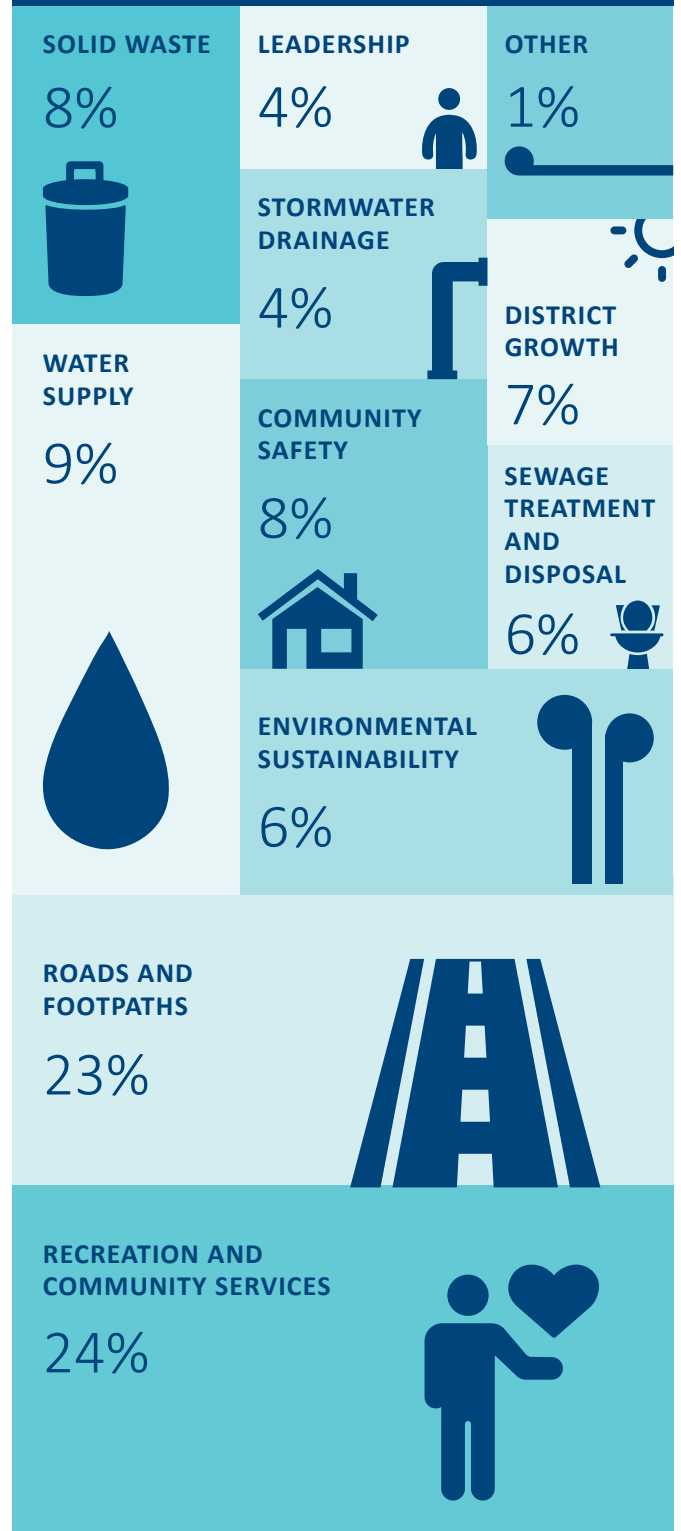 SOLID WASTE
8%
LEADERSHIP
4%
OTHER
1%
STORMWATER
DRAINAGE
4%
DISTRICT
GROWTH
7%
WATER
SUPPLY
9%
COMMUNITY
SAFETY
8%
SEWAGE
TREATMENT
AND
DISPOSAL
6%
ENVIRONMENTAL
SUSTAINABILITY
6%
ROADS AND
FOOTPATHS
23%
RECREATION AND
COMMUNITY SERVICES
24%